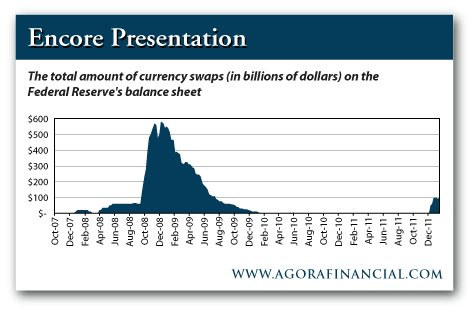 Encore Presentation
The total amount of currency swaps (in billions of dollars) on the
Federal Reserve's balance sheet
$600
$500
$400
$300
$200
$100
$-
Oct-07
Dec-07
Feb-08
Apr-08
Jun-08
Aug-08
Oct-08
Dec-08
Feb-09
Apr-09
Jun-09
Aug-09
Oct-09
Dec-09
Feb-10
Apr-10
Jun-10
Aug-10
Oct-10
Dec-10
Feb-11
Apr-11
Jun-11
Aug-11
Oct-11
Dec-11
WWW.AGORAFINANCIAL.COM